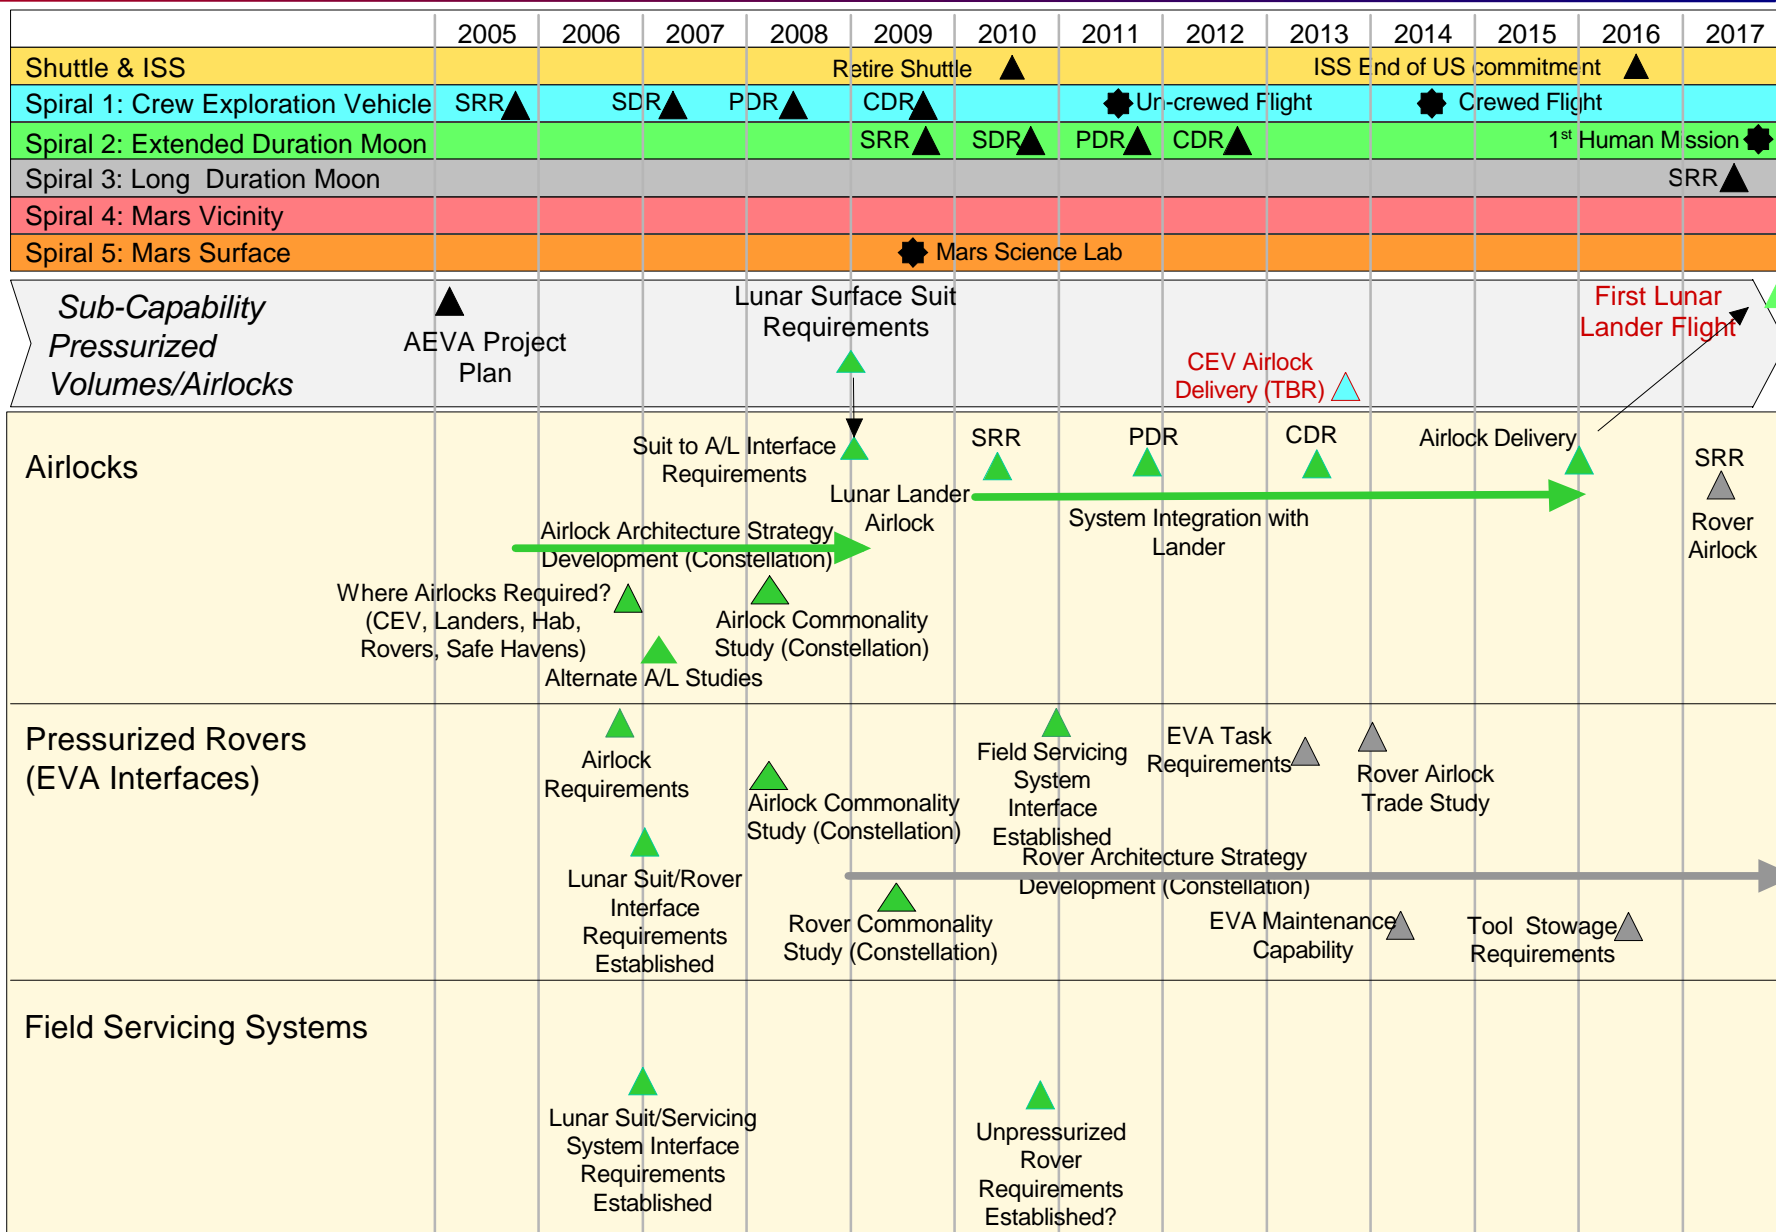 2005 2006 2007 2008 2009 2010 2011 2012 2013 2014 2015 2016 2017
Shuttle & ISS Retire Shuttle ISS End of US commitment
Spiral 1: Crew Exploration Vehicle SRR SDR PDR CDR Un-crewed Flight Crewed Flight
Spiral 2: Extended Duration Moon SRR SDR PDR CDR 1st Human Mission
Spiral 3: Long Duration Moon SRR
Spiral 4: Mars Vicinity
Spiral 5: Mars Surface Mars Science Lab
Sub-Capability
Pressurized
Volumes/Airlocks
AEVA Project
Plan
Lunar Surface Suit
Requirements
CEV Airlock
Delivery (TBR)
First Lunar
Lander Flight
Airlocks
Suit to A/L Interface
Requirements
SRR PDR CDR
Airlock Delivery
SRR
Rover
Airlock
Lunar Lander
Airlock
System Integration with
Lander
Airlock Architecture Strategy
Development (Constellation)
Where Airlocks Required?
(CEV, Landers, Hab,
Rovers, Safe Havens)
Airlock Commonality
Study (Constellation)
Alternate A/L Studies
Pressurized Rovers
(EVA Interfaces)
Airlock
Requirements
Airlock Commonality
Study (Constellation)
Field Servicing
System
Interface
Established
EVA Task
Requirements
Rover Airlock
Trade Study
Lunar Suit/Rover
Interface
Requirements
Established
Rover Architecture Strategy
Development (Constellation)
Rover Commonality
Study (Constellation)
EVA Maintenance
Capability
Tool Stowage
Requirements
Field Servicing Systems
Lunar Suit/Servicing
System Interface
Requirements
Established
Unpressurized
Rover
Requirements
Established?